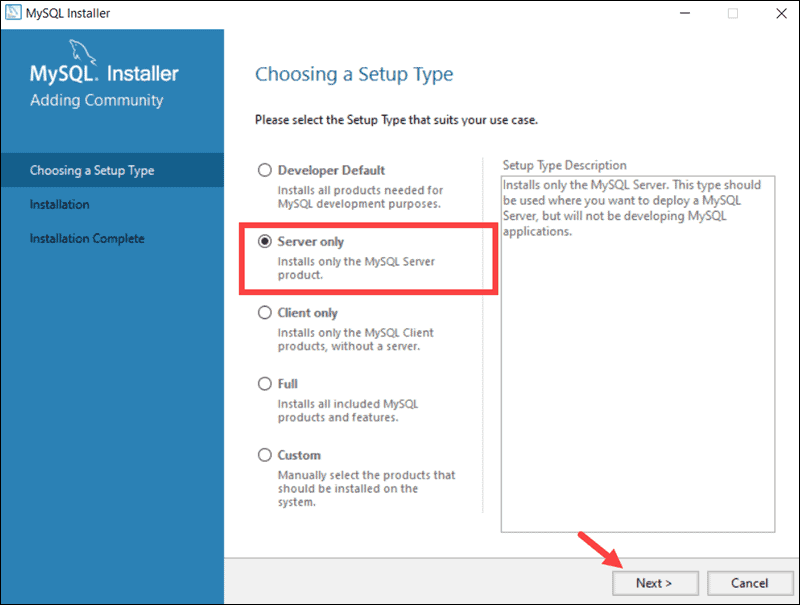 MySQL Installer
MySQL. Installer
Adding Community
Choosing a Setup Type
Installation
Installation Complete
Choosing a Setup Type
Please select the Setup Type that suits your use case.
Developer Default
Installs all products needed for
MySQL development purposes.
Server only
Installs only the MySQL Server
product.
Client only
Installs only the MySQL Client
products, without a server.
Full
Installs all included MySQL
products and features.
Custom
Manually select the products that
should be installed on the
system.
Setup Type Description
Installs only the MySQL Server. This type should
be used where you want to deploy a MySQL
Server, but will not be developing MySQL
applications.
Next >
Cancel